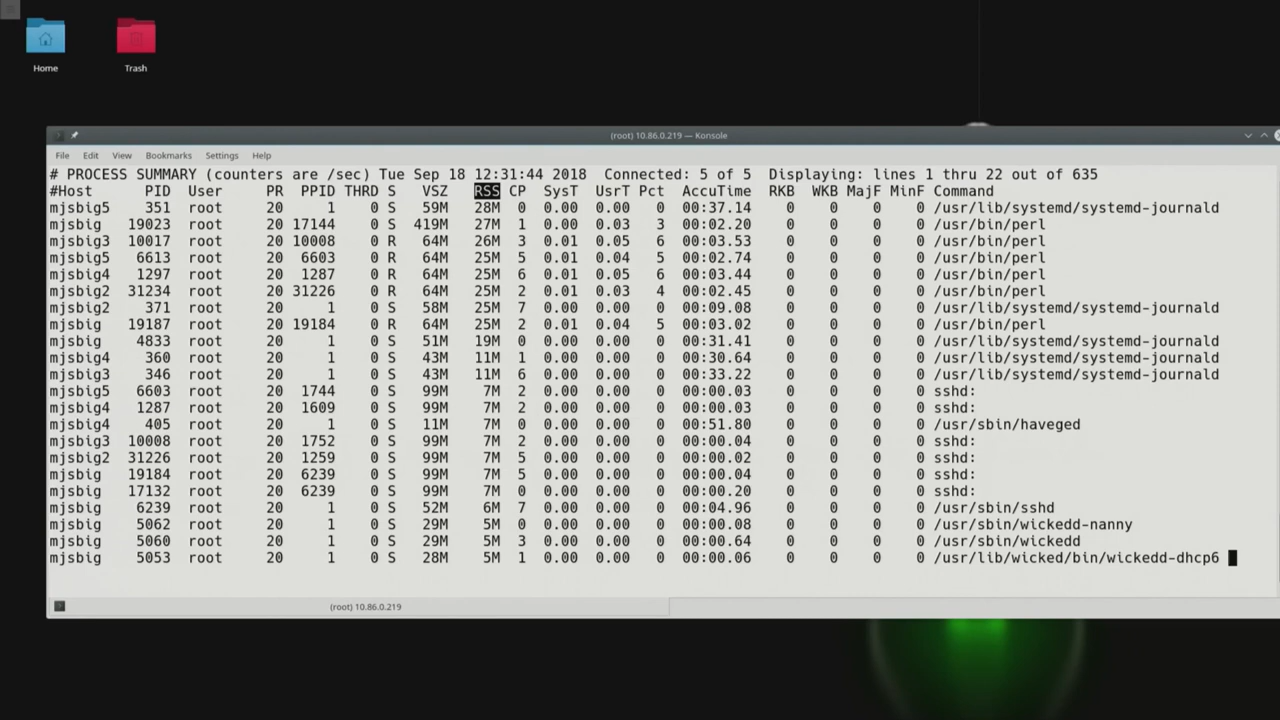 Home
Trash
(root) 10.86.0.219 — Konsole
File Edit View Bookmarks Settings Help
# PROCESS SUMMARY (counters are /sec) Tue Sep 18 12:31:44 2018  Connected: 5 of 5  Displaying: lines 1 thru 22 out of 635
#Host PID User PR PPID THRD S VSZ RSS CP SysT UsrT Pct AccuTime RKB WKB MajF MinF Command
mjsbig5 351 root 20 1 0 S 59M 28M 0 0.00 0.00 0 00:37.14 0 0 0 0 /usr/lib/systemd/systemd-journald
mjsbig 19023 root 20 17144 0 S 419M 27M 1 0.00 0.03 3 00:02.20 0 0 0 0 /usr/bin/perl
mjsbig3 10017 root 20 10008 0 R 64M 26M 3 0.01 0.05 6 00:03.53 0 0 0 0 /usr/bin/perl
mjsbig5 6613 root 20 6603 0 R 64M 25M 5 0.01 0.04 5 00:02.74 0 0 0 0 /usr/bin/perl
mjsbig4 1297 root 20 1287 0 R 64M 25M 6 0.01 0.05 6 00:03.44 0 0 0 0 /usr/bin/perl
mjsbig2 31234 root 20 31226 0 R 64M 25M 2 0.01 0.03 4 00:02.45 0 0 0 0 /usr/bin/perl
mjsbig2 371 root 20 1 0 S 58M 25M 7 0.00 0.00 0 00:09.08 0 0 0 0 /usr/lib/systemd/systemd-journald
mjsbig 19187 root 20 19184 0 R 64M 25M 2 0.01 0.04 5 00:03.02 0 0 0 0 /usr/bin/perl
mjsbig 4833 root 20 1 0 S 51M 19M 0 0.00 0.00 0 00:31.41 0 0 0 0 /usr/lib/systemd/systemd-journald
mjsbig4 360 root 20 1 0 S 43M 11M 1 0.00 0.00 0 00:30.64 0 0 0 0 /usr/lib/systemd/systemd-journald
mjsbig3 346 root 20 1 0 S 43M 11M 6 0.00 0.00 0 00:33.22 0 0 0 0 /usr/lib/systemd/systemd-journald
mjsbig5 6603 root 20 1744 0 S 99M 7M 2 0.00 0.00 0 00:00.03 0 0 0 0 sshd:
mjsbig4 1287 root 20 1609 0 S 99M 7M 2 0.00 0.00 0 00:00.03 0 0 0 0 sshd:
mjsbig4 405 root 20 1 0 S 11M 7M 0 0.00 0.00 0 00:51.80 0 0 0 0 /usr/sbin/haveged
mjsbig3 10008 root 20 1752 0 S 99M 7M 2 0.00 0.00 0 00:00.04 0 0 0 0 sshd:
mjsbig2 31226 root 20 1259 0 S 99M 7M 5 0.00 0.00 0 00:00.02 0 0 0 0 sshd:
mjsbig 19184 root 20 6239 0 S 99M 7M 5 0.00 0.00 0 00:00.04 0 0 0 0 sshd:
mjsbig 17132 root 20 6239 0 S 99M 7M 0 0.00 0.00 0 00:00.20 0 0 0 0 sshd:
mjsbig 6239 root 20 1 0 S 52M 6M 7 0.00 0.00 0 00:04.96 0 0 0 0 /usr/sbin/sshd
mjsbig 5062 root 20 1 0 S 29M 5M 0 0.00 0.00 0 00:00.08 0 0 0 0 /usr/sbin/wickedd-nanny
mjsbig 5060 root 20 1 0 S 29M 5M 3 0.00 0.00 0 00:00.64 0 0 0 0 /usr/sbin/wickedd
mjsbig 5053 root 20 1 0 S 28M 5M 1 0.00 0.00 0 00:00.06 0 0 0 0 /usr/lib/wicked/bin/wickedd-dhcp6
(root) 10.86.0.219